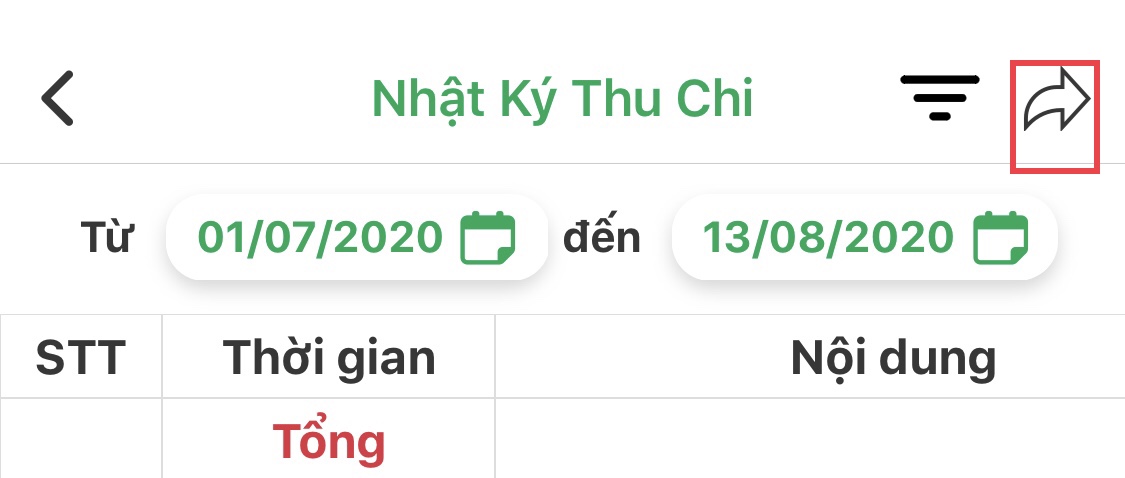 Nhật Ký Thu Chi
Từ 01/07/2020 đến 13/08/2020
STT Thời gian Nội dung
Tổng